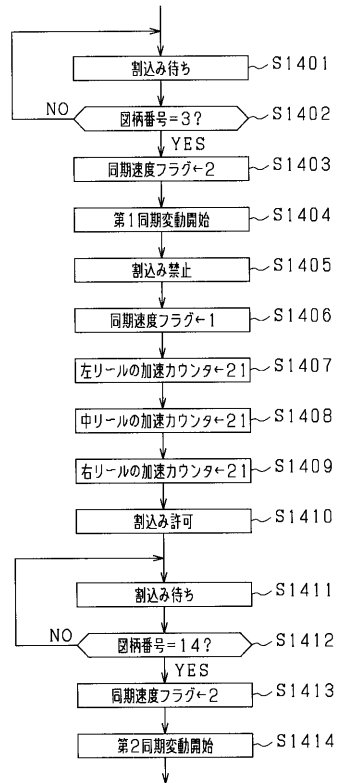 割込み待ち S1401
NO 図柄番号=3? S1402
YES
同期速度フラグ←2 S1403
第1同期変動開始 S1404
割込み禁止 S1405
同期速度フラグ←1 S1406
左リールの加速カウンタ←21 S1407
中リールの加速カウンタ←21 S1408
右リールの加速カウンタ←21 S1409
割込み許可 S1410
割込み待ち S1411
NO 図柄番号=14? S1412
YES
同期速度フラグ←2 S1413
第2同期変動開始 S1414